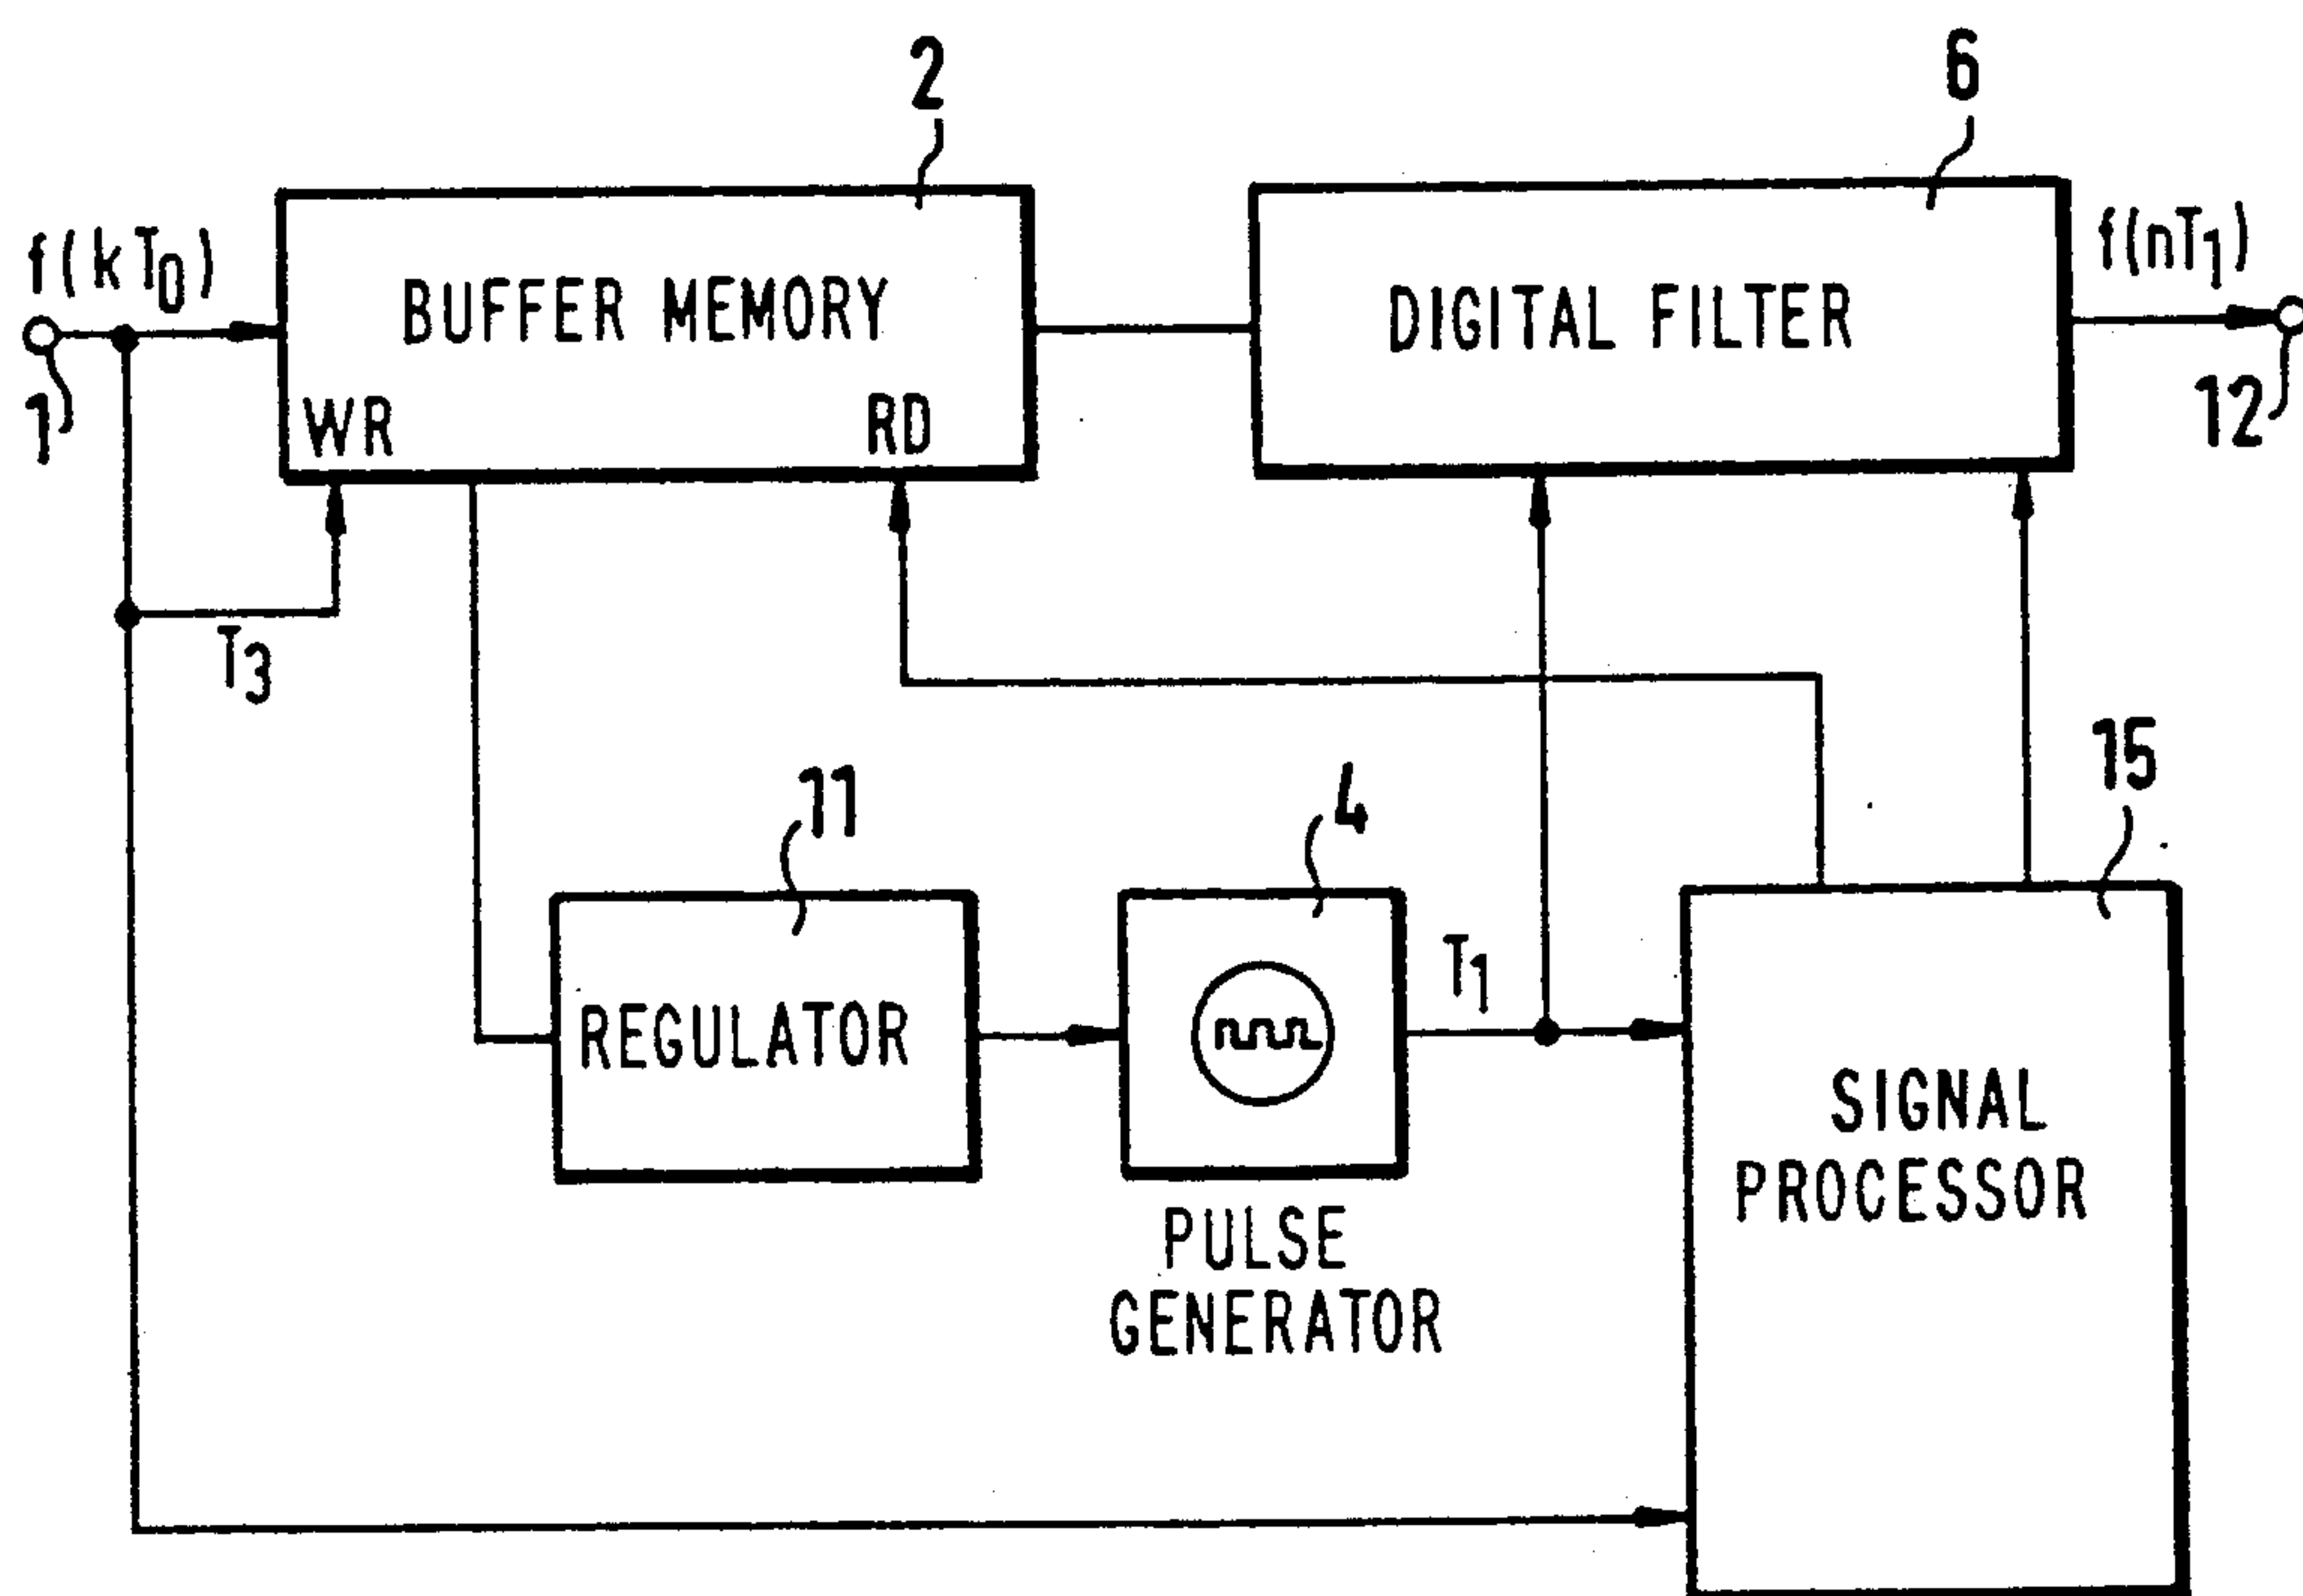 2
6
f(kT0)
f(nT1)
BUFFER MEMORY
DIGITAL FILTER
1
WR
RD
12
T3
15
11
4
T1
REGULATOR
SIGNAL
PROCESSOR
PULSE
GENERATOR